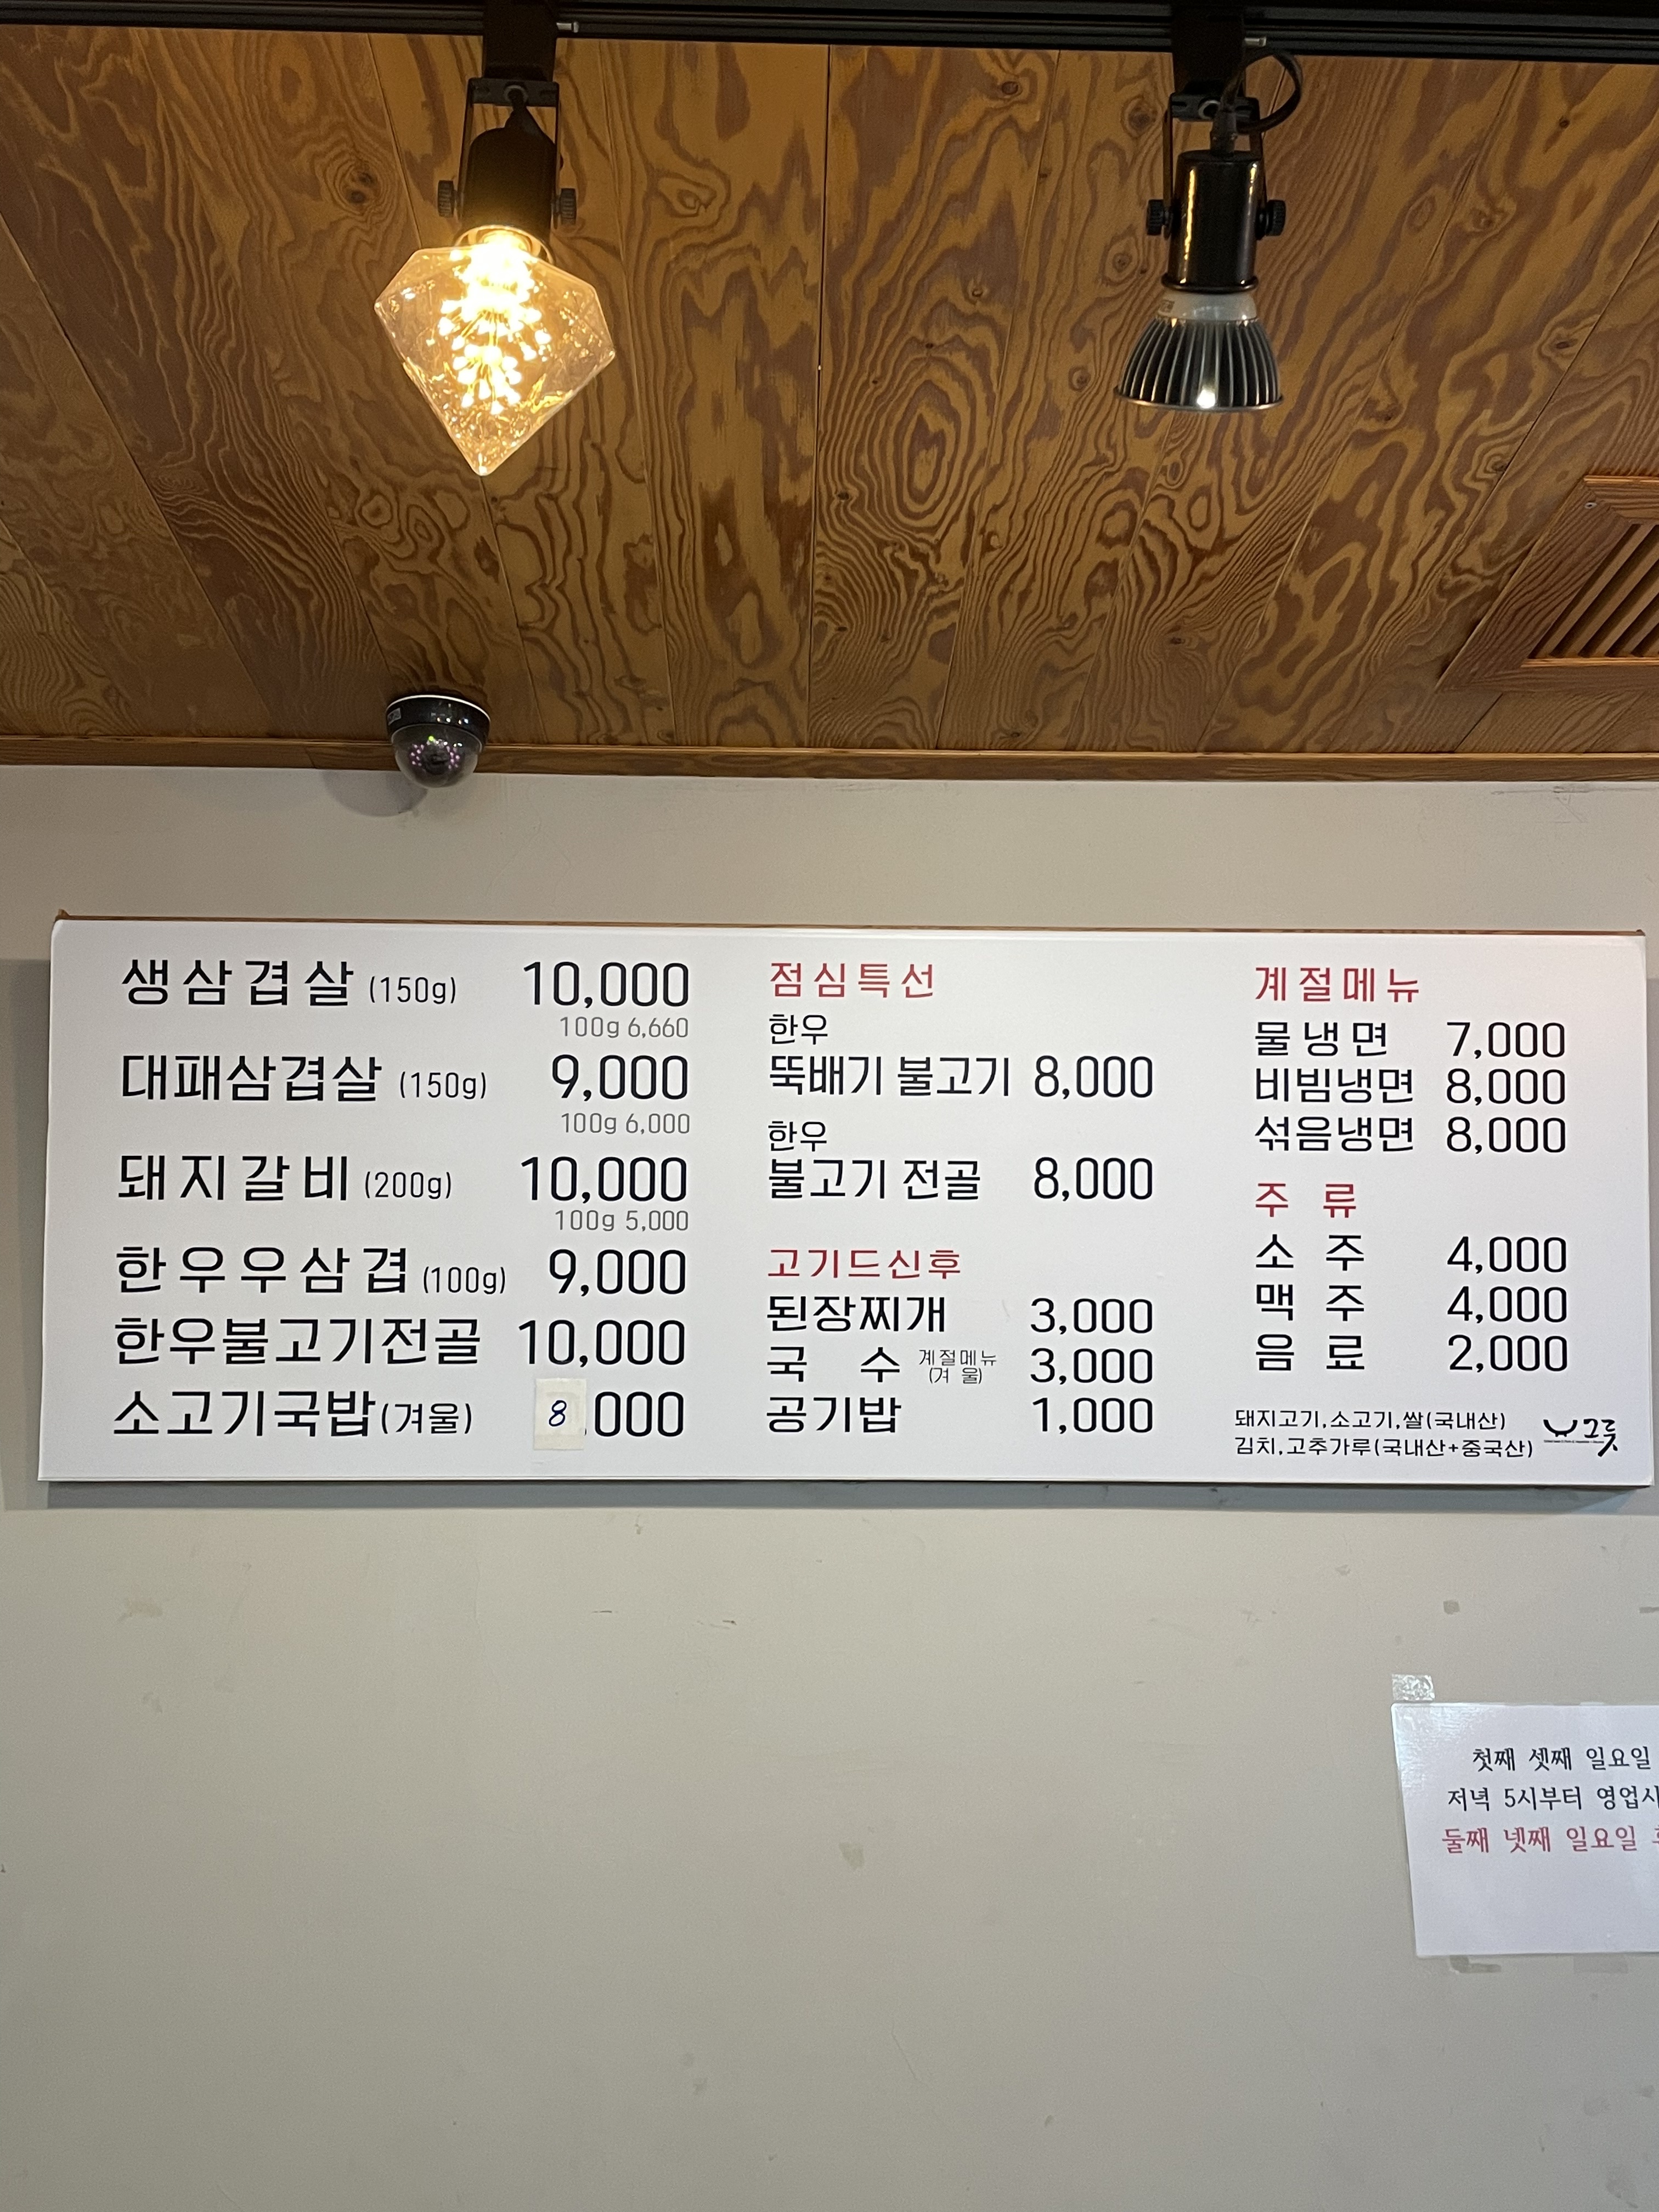 생삼겹살 (150g) 10,000
100g 6,660
대패삼겹살 (150g) 9,000
100g 6,000
돼지갈비 (200g) 10,000
100g 5,000
한우우삼겹 (100g) 9,000
한우불고기전골 10,000
소고기국밥(겨울) 8,000
점심특선
한우
뚝배기 불고기 8,000
한우
불고기 전골 8,000
고기드신후
된장찌개 3,000
국 수 계절메뉴 (겨 울) 3,000
공기밥 1,000
계절메뉴
물냉면 7,000
비빔냉면 8,000
섞음냉면 8,000
주 류
소 주 4,000
맥 주 4,000
음 료 2,000
돼지고기.소고기.쌀(국내산)
김치.고추가루(국내산+중국산)
그릇
첫째 셋째 일요일
저녁 5시부터 영업시
둘째 넷째 일요일